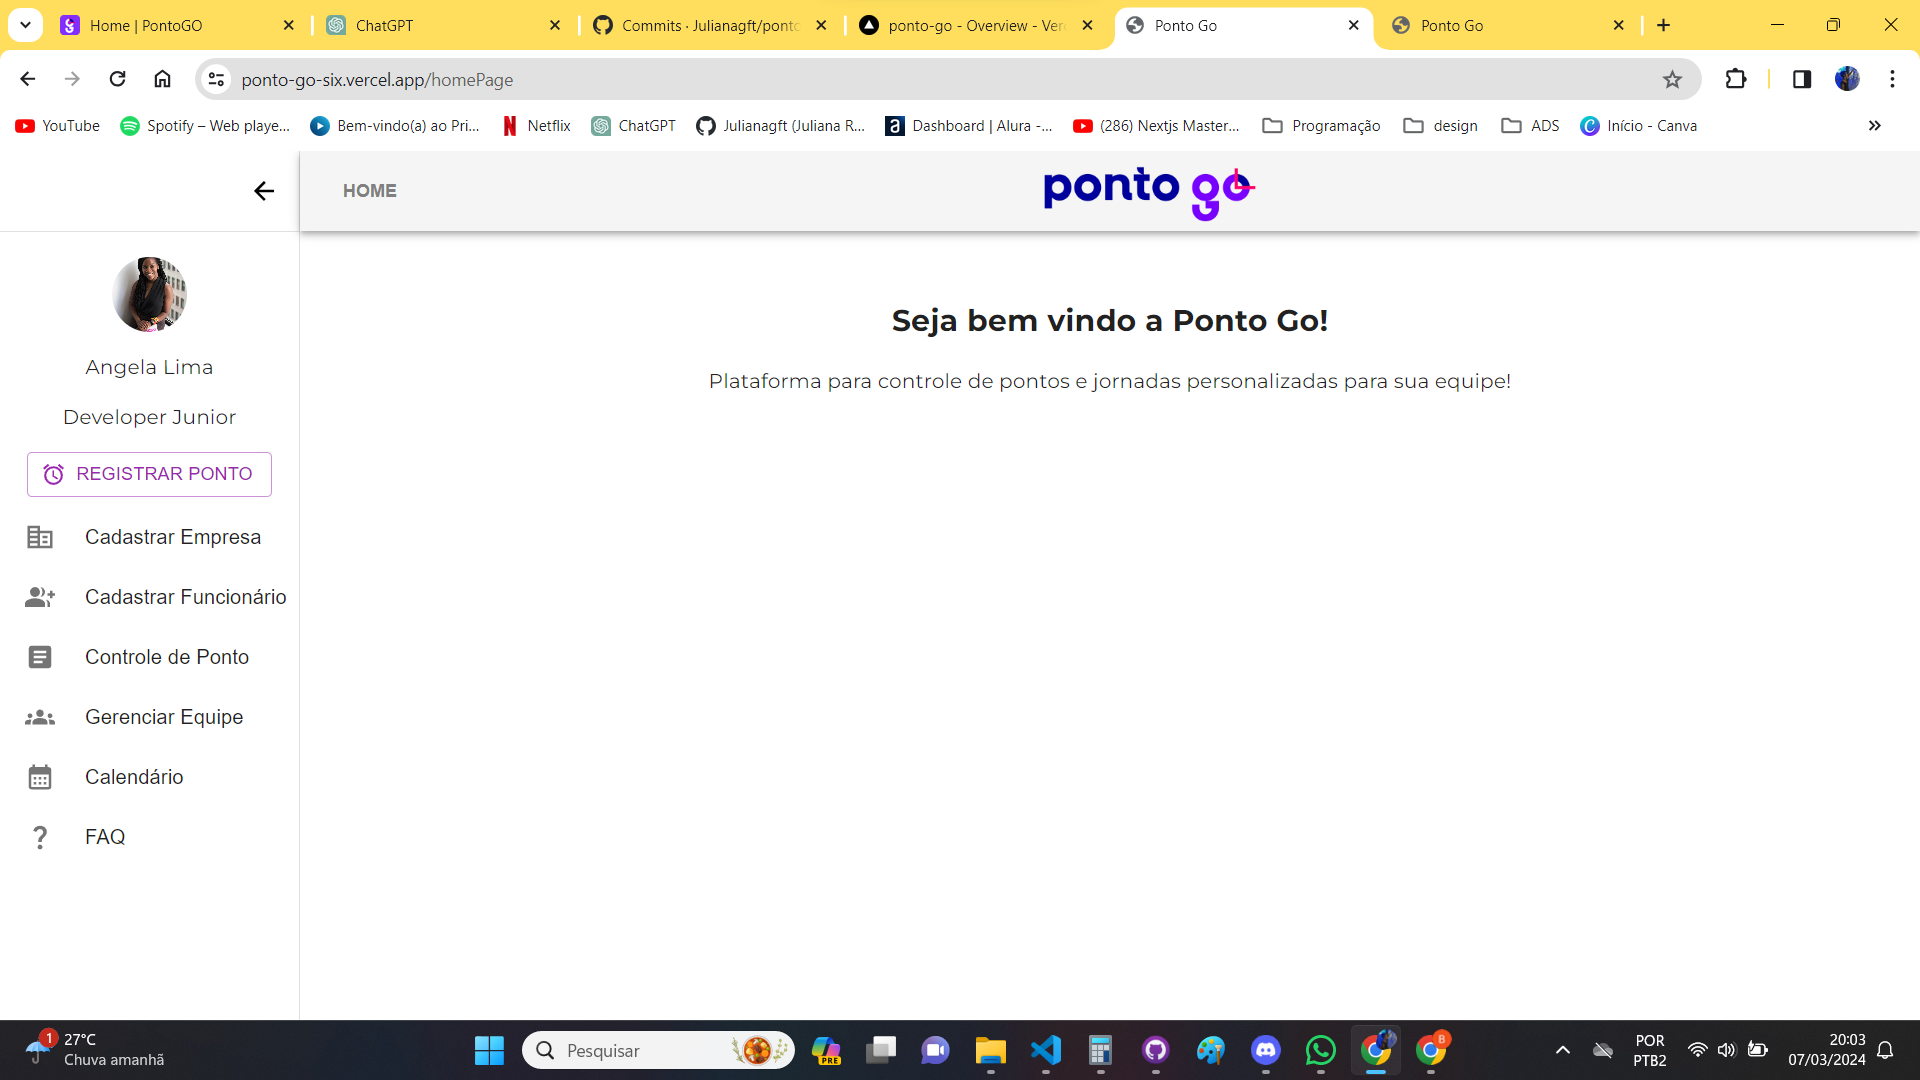 Home | PontoGO
ChatGPT
Commits · Julianagft/ponto
ponto-go - Overview - Ver
Ponto Go
Ponto Go
ponto-go-six.vercel.app/homePage
YouTube
Spotify – Web playe...
Bem-vindo(a) ao Pri...
Netflix
ChatGPT
Julianagft (Juliana R...
Dashboard | Alura -...
(286) Nextjs Master...
Programação
design
ADS
Início - Canva
HOME
ponto go
Angela Lima
Developer Junior
REGISTRAR PONTO
Cadastrar Empresa
Cadastrar Funcionário
Controle de Ponto
Gerenciar Equipe
Calendário
FAQ
Seja bem vindo a Ponto Go!
Plataforma para controle de pontos e jornadas personalizadas para sua equipe!
1
27°C
Chuva amanhã
Pesquisar
PRE
8
POR
PTB2
20:03
07/03/2024